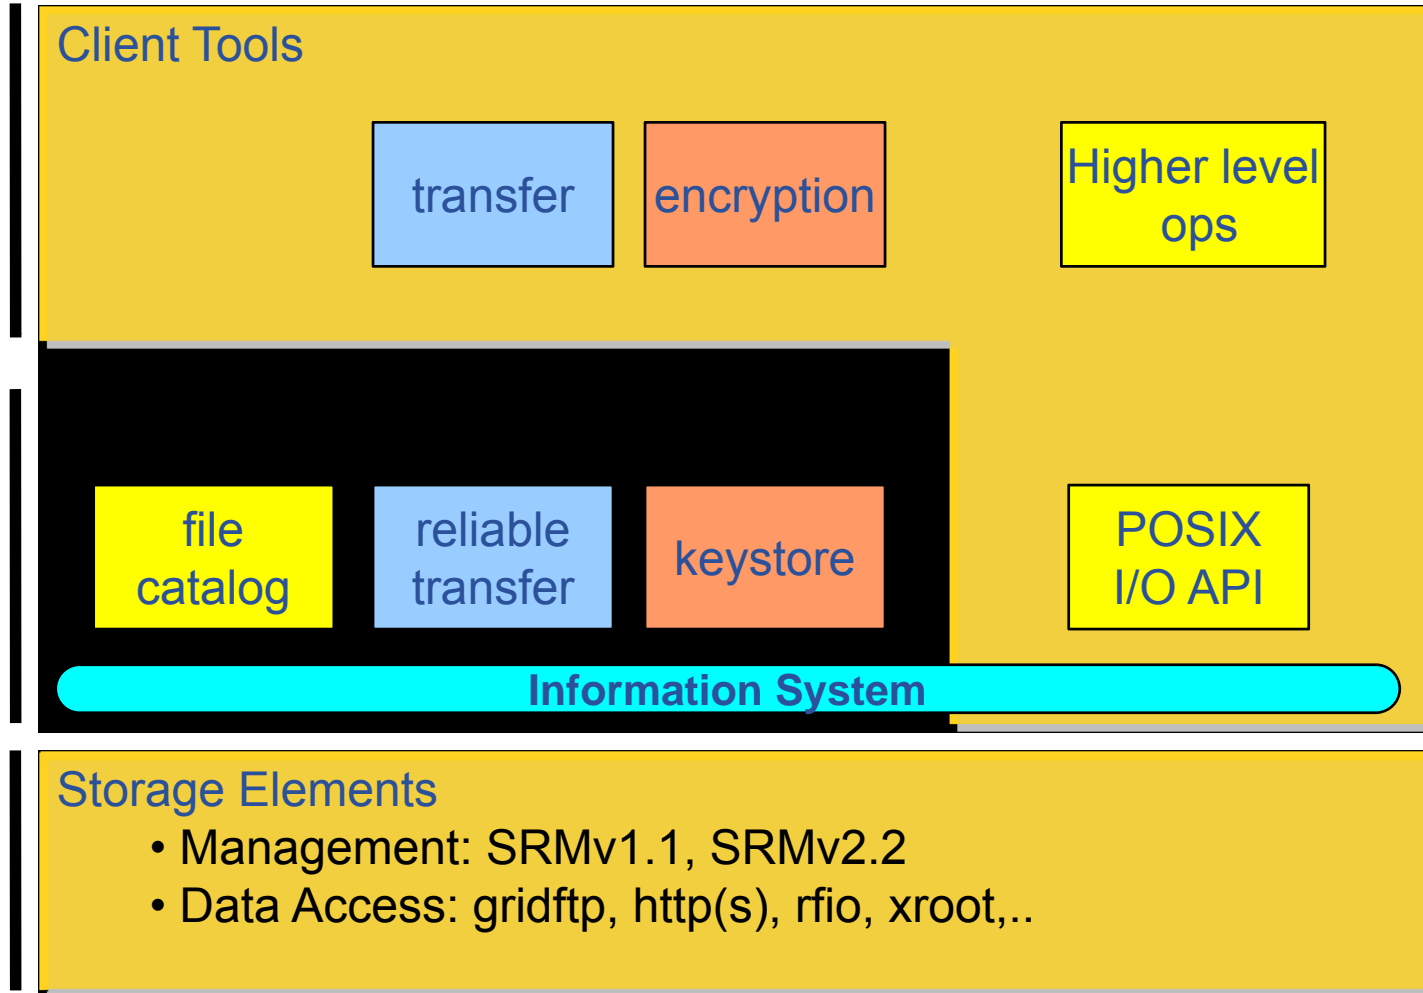 Client Tools
transfer
encryption
Higher level
ops
file
catalog
reliable
transfer
keystore
POSIX
I/O API
Information System
Storage Elements
• Management: SRMv1.1, SRMv2.2
• Data Access: gridftp, http(s), rfio, xroot,..